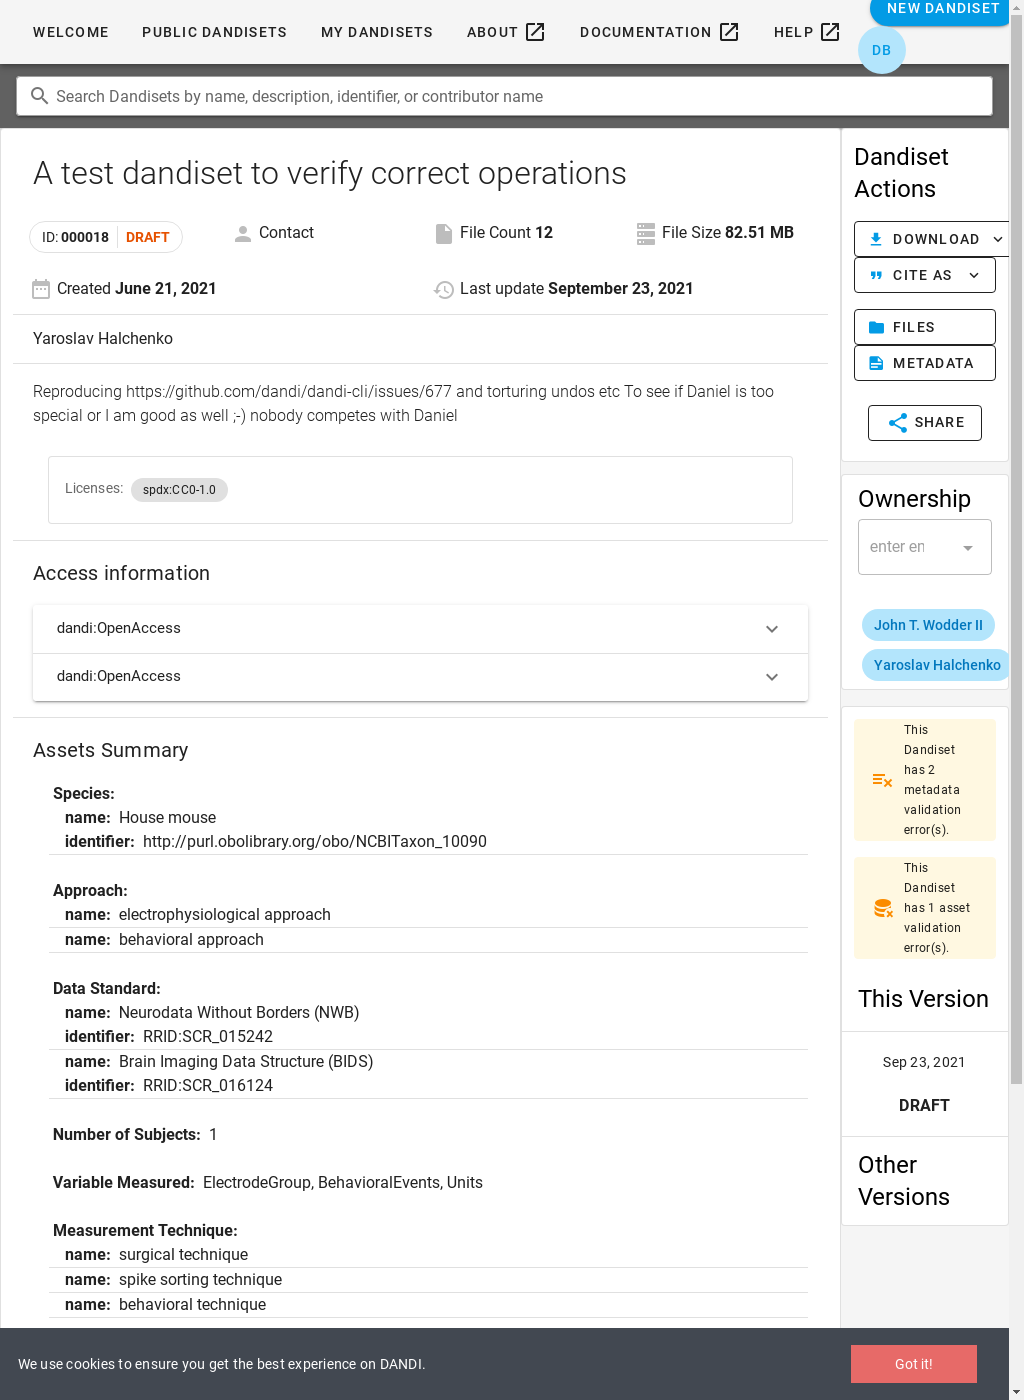 WELCOME PUBLIC DANDISETS MY DANDISETS ABOUT DOCUMENTATION HELP NEW DANDISET
DB
Search Dandisets by name, description, identifier, or contributor name
A test dandiset to verify correct operations
ID: 000018 DRAFT Contact File Count 12 File Size 82.51 MB
Created June 21, 2021 Last update September 23, 2021
Yaroslav Halchenko
Reproducing https://github.com/dandi/dandi-cli/issues/677 and torturing undos etc To see if Daniel is too
special or I am good as well ;-) nobody competes with Daniel
Licenses: spdx:CC0-1.0
Access information
dandi:OpenAccess
dandi:OpenAccess
Assets Summary
Species:
name: House mouse
identifier: http://purl.obolibrary.org/obo/NCBITaxon_10090
Approach:
name: electrophysiological approach
name: behavioral approach
Data Standard:
name: Neurodata Without Borders (NWB)
identifier: RRID:SCR_015242
name: Brain Imaging Data Structure (BIDS)
identifier: RRID:SCR_016124
Number of Subjects: 1
Variable Measured: ElectrodeGroup, BehavioralEvents, Units
Measurement Technique:
name: surgical technique
name: spike sorting technique
name: behavioral technique
Dandiset
Actions
DOWNLOAD
CITE AS
FILES
METADATA
SHARE
Ownership
enter en
John T. Wodder II
Yaroslav Halchenko
This
Dandiset
has 2
metadata
validation
error(s).
This
Dandiset
has 1 asset
validation
error(s).
This Version
Sep 23, 2021
DRAFT
Other
Versions
We use cookies to ensure you get the best experience on DANDI.
Got it!